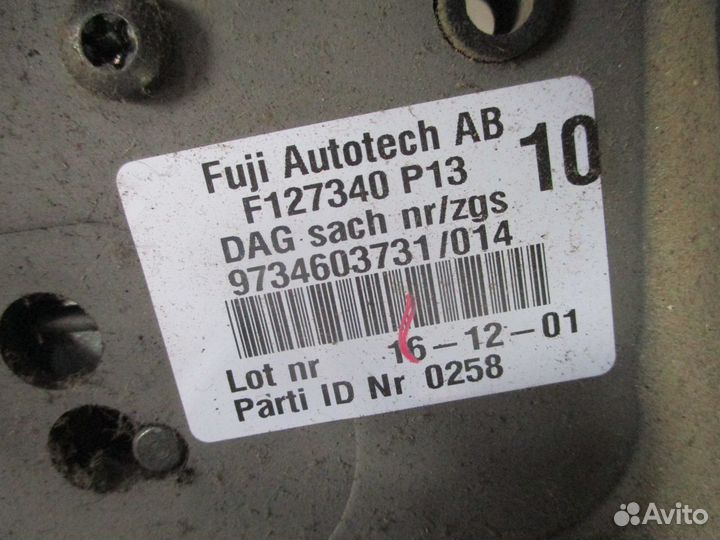 Fuji Autotech AB
10
F127340 P13
DAG sach nr/zgs
9734603731/014
Lot nr 16-12-01
Parti ID Nr 0258
Avito